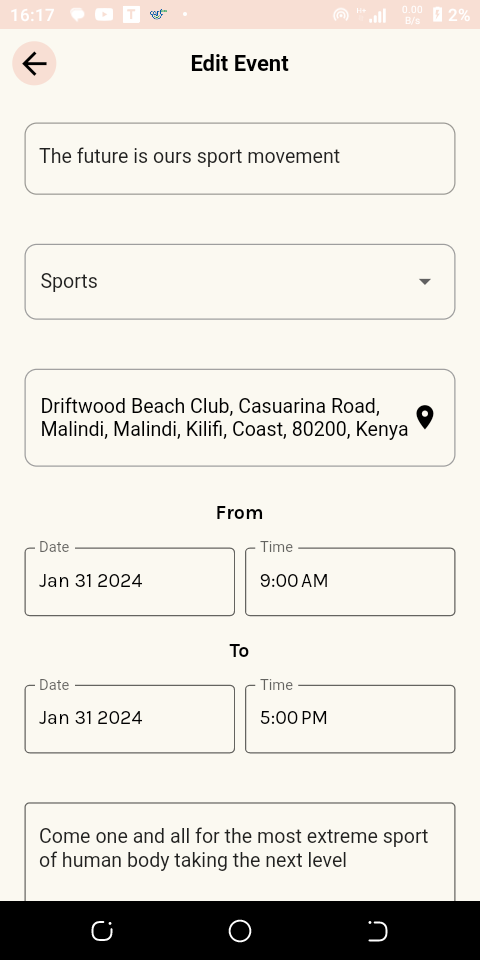 16:17 T H+ 0.00 B/s 2%
Edit Event
The future is ours sport movement
Sports
Driftwood Beach Club, Casuarina Road,
Malindi, Malindi, Kilifi, Coast, 80200, Kenya
From
Date Time
Jan 31 2024 9:00 AM
To
Date Time
Jan 31 2024 5:00 PM
Come one and all for the most extreme sport
of human body taking the next level